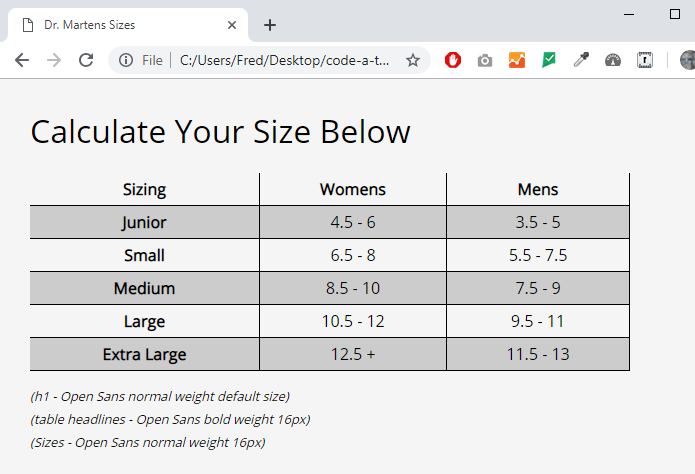 Dr. Martens Sizes
File C:/Users/Fred/Desktop/code-a-t...
Calculate Your Size Below
Sizing Womens Mens
Junior 4.5 - 6 3.5 - 5
Small 6.5 - 8 5.5 - 7.5
Medium 8.5 - 10 7.5 - 9
Large 10.5 - 12 9.5 - 11
Extra Large 12.5 + 11.5 - 13
(h1 - Open Sans normal weight default size)
(table headlines - Open Sans bold weight 16px)
(Sizes - Open Sans normal weight 16px)